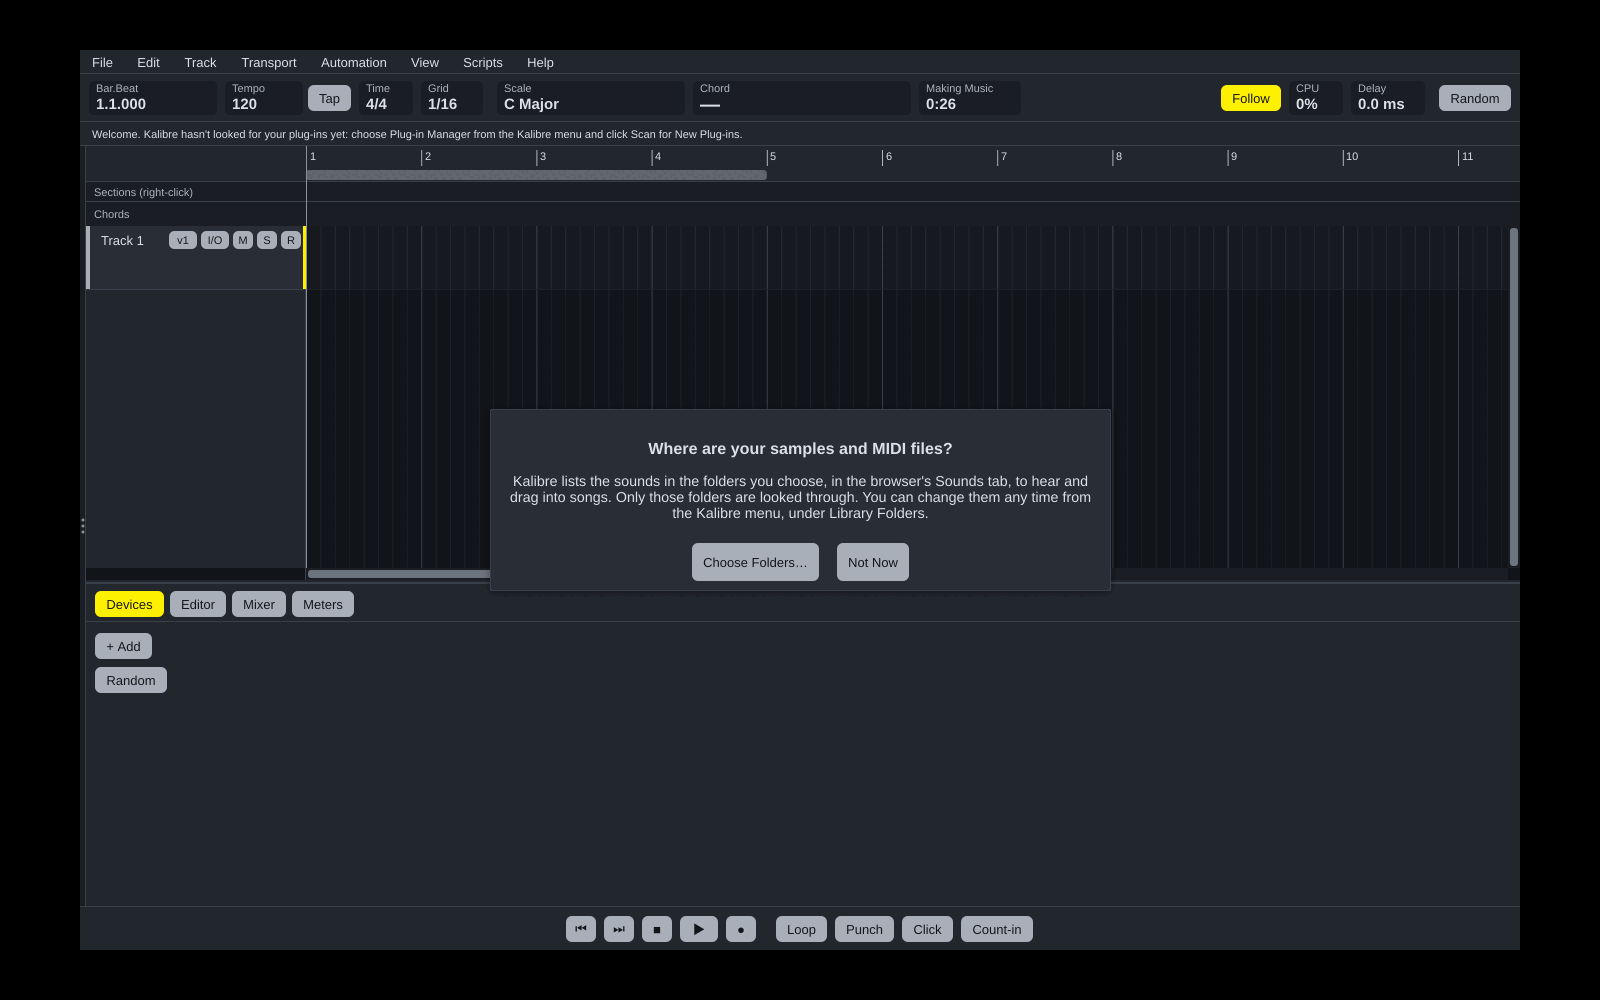 File Edit Track Transport Automation View Scripts Help
Bar.Beat Tempo Time Grid Scale Chord Making Music CPU Delay
1.1.000 120 Tap 4/4 1/16 C Major — 0:26 Follow 0% 0.0 ms Random
Welcome. Kalibre hasn't looked for your plug-ins yet: choose Plug-in Manager from the Kalibre menu and click Scan for New Plug-ins.
1 2 3 4 5 6 7 8 9 10 11
Sections (right-click)
Chords
Track 1 v1 I/O M S R
Where are your samples and MIDI files?
Kalibre lists the sounds in the folders you choose, in the browser's Sounds tab, to hear and
drag into songs. Only those folders are looked through. You can change them any time from
the Kalibre menu, under Library Folders.
Choose Folders… Not Now
Devices Editor Mixer Meters
+ Add
Random
Loop Punch Click Count-in